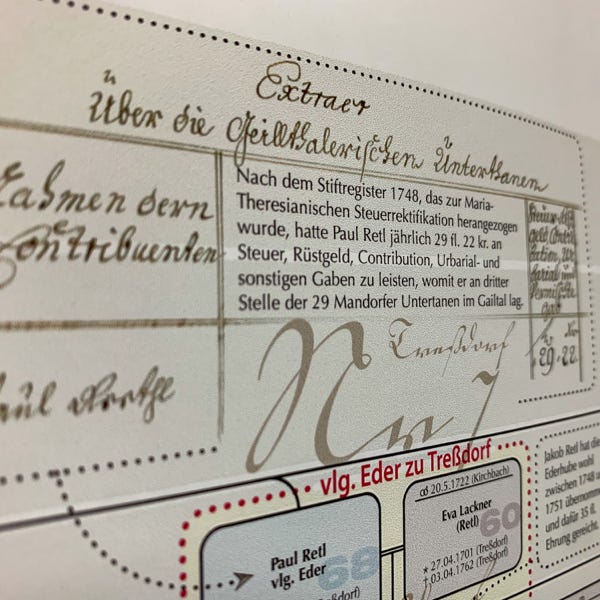 Extract
Über die Geillthalerischen Unterthanen
Nahmen dern
Contribuenten
Nach dem Stiftregister 1748, das zur Maria-
Theresianischen Steuerrektifikation herangezogen
wurde, hatte Paul Retl jährlich 29 fl. 22 kr. an
Steuer, Rüstgeld, Contribution, Urbarial- und
sonstigen Gaben zu leisten, womit er an dritter
Stelle der 29 Mandorfer Untertanen im Gailtal lag.
29 22
Treßdorf
vlg. Eder zu Treßdorf
Paul Retl
vlg. Eder
68
(Treßdorf)
⚭ 20.5.1722 (Kirchbach)
Eva Lackner
(Retl)
60
* 27.04.1701 (Treßdorf)
† 03.04.1762 (Treßdorf)
Jakob Retl hat die
Ederhube wohl
zwischen 1748 u
1751 übernomm
und dafür 35 fl.
Ehrung gereicht.